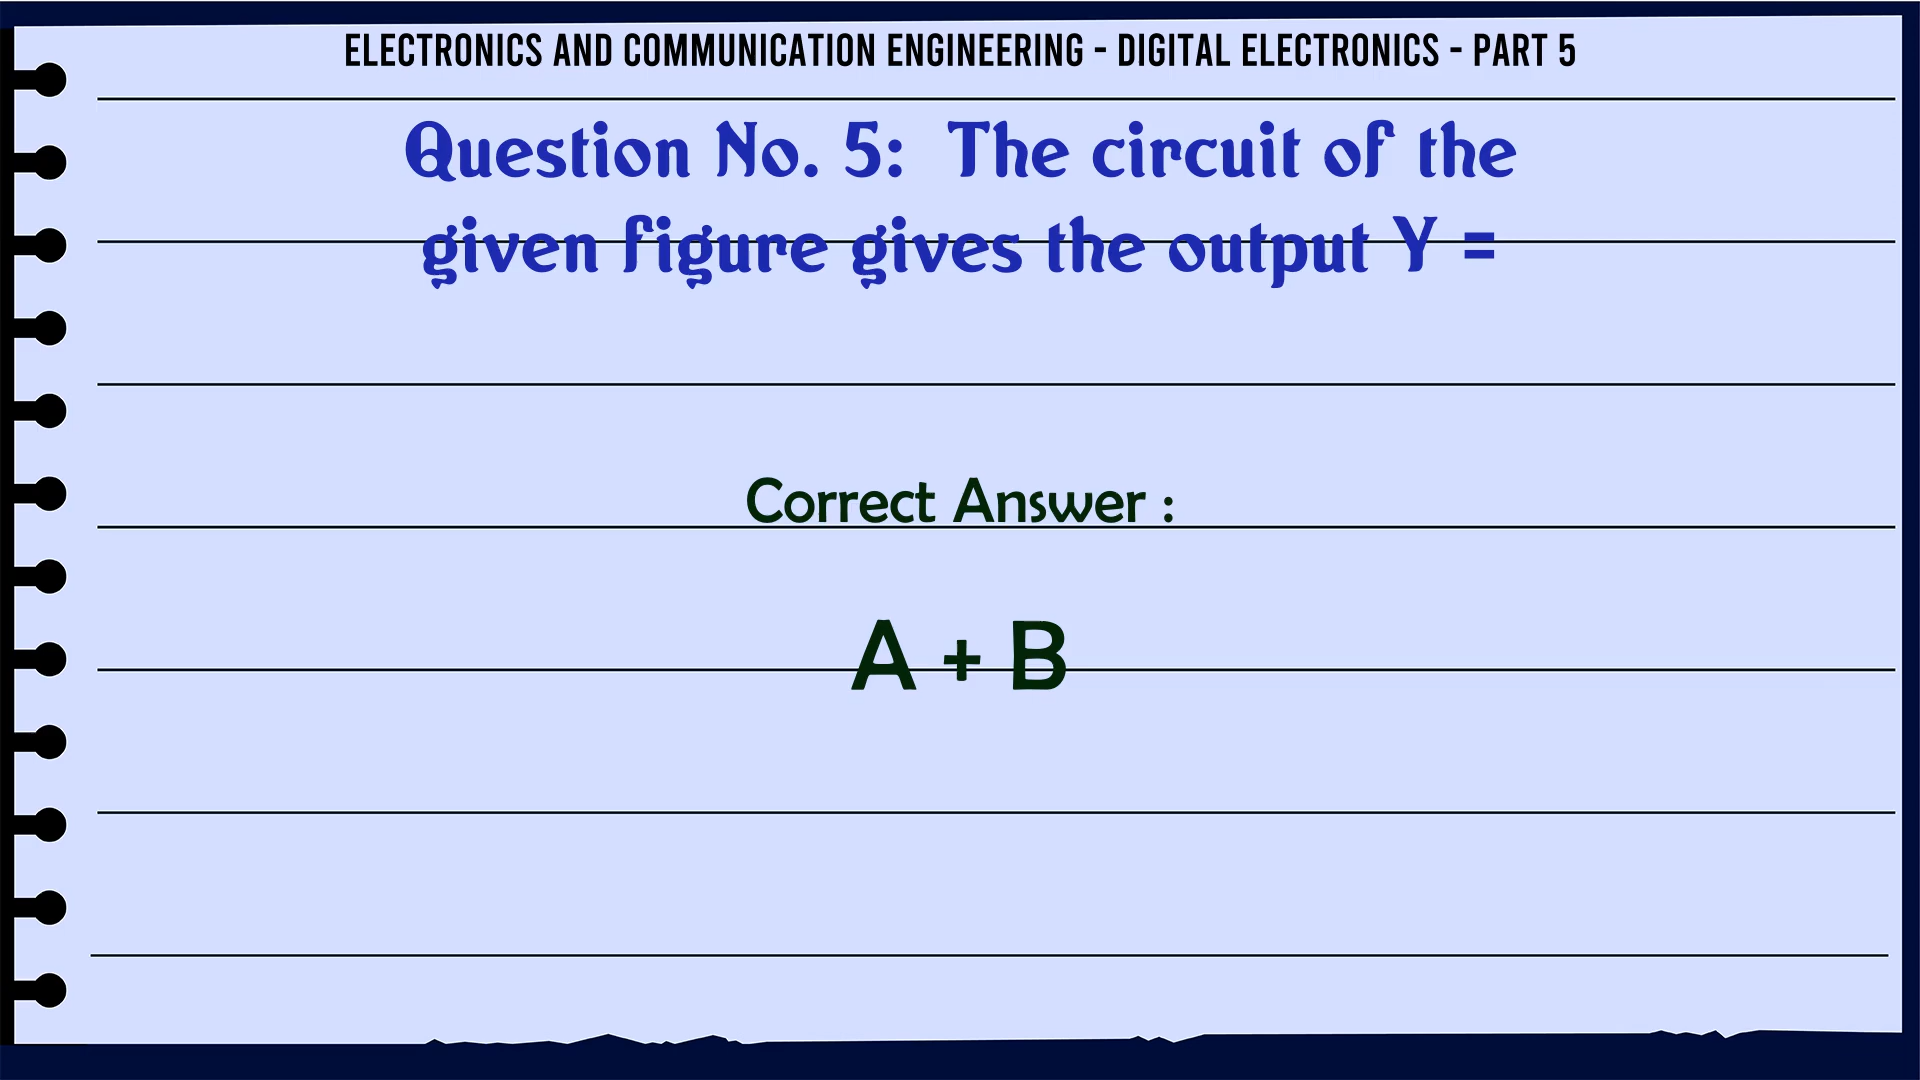 ELECTRONICS AND COMMUNICATION ENGINEERING - DIGITAL ELECTRONICS - PART 5
Question No. 5: The circuit of the
given figure gives the output Y =
Correct Answer :
A + B